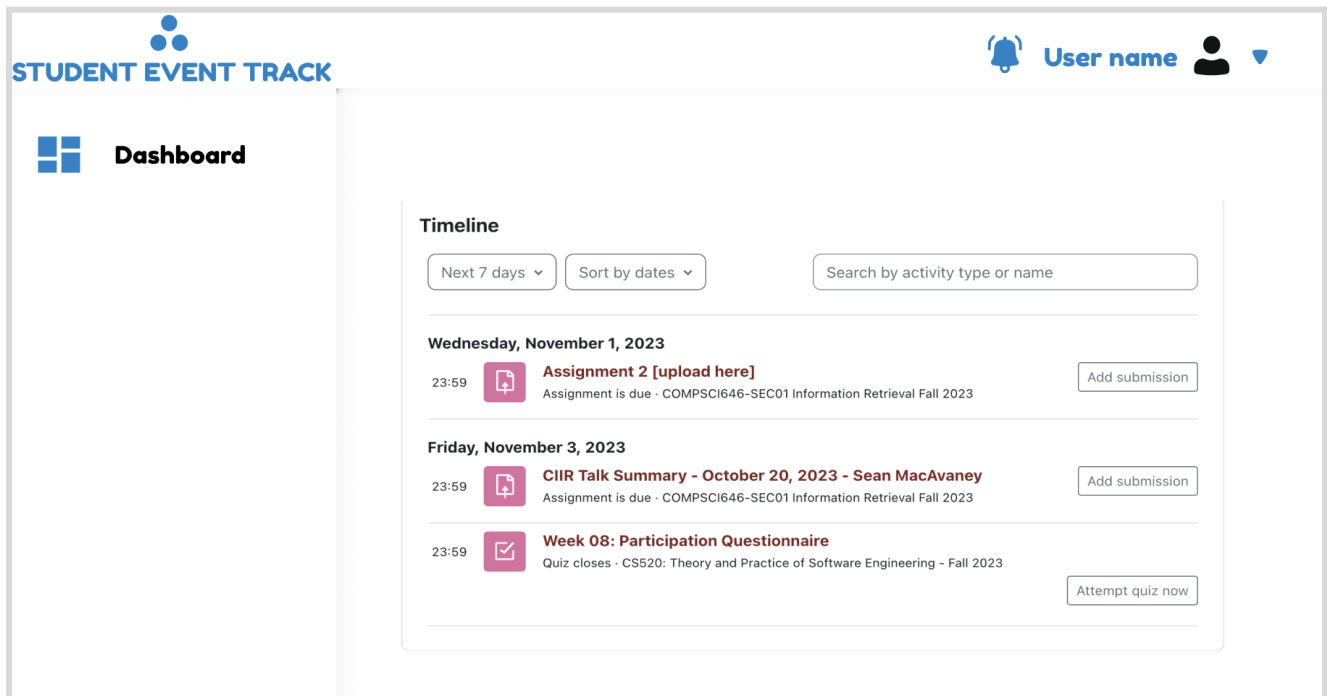 STUDENT EVENT TRACK
User name
Dashboard
Timeline
Next 7 days
Sort by dates
Search by activity type or name
Wednesday, November 1, 2023
23:59
Assignment 2 [upload here]
Assignment is due · COMPSCI646-SEC01 Information Retrieval Fall 2023
Add submission
Friday, November 3, 2023
23:59
CIIR Talk Summary - October 20, 2023 - Sean MacAvaney
Assignment is due · COMPSCI646-SEC01 Information Retrieval Fall 2023
Add submission
23:59
Week 08: Participation Questionnaire
Quiz closes · CS520: Theory and Practice of Software Engineering - Fall 2023
Attempt quiz now